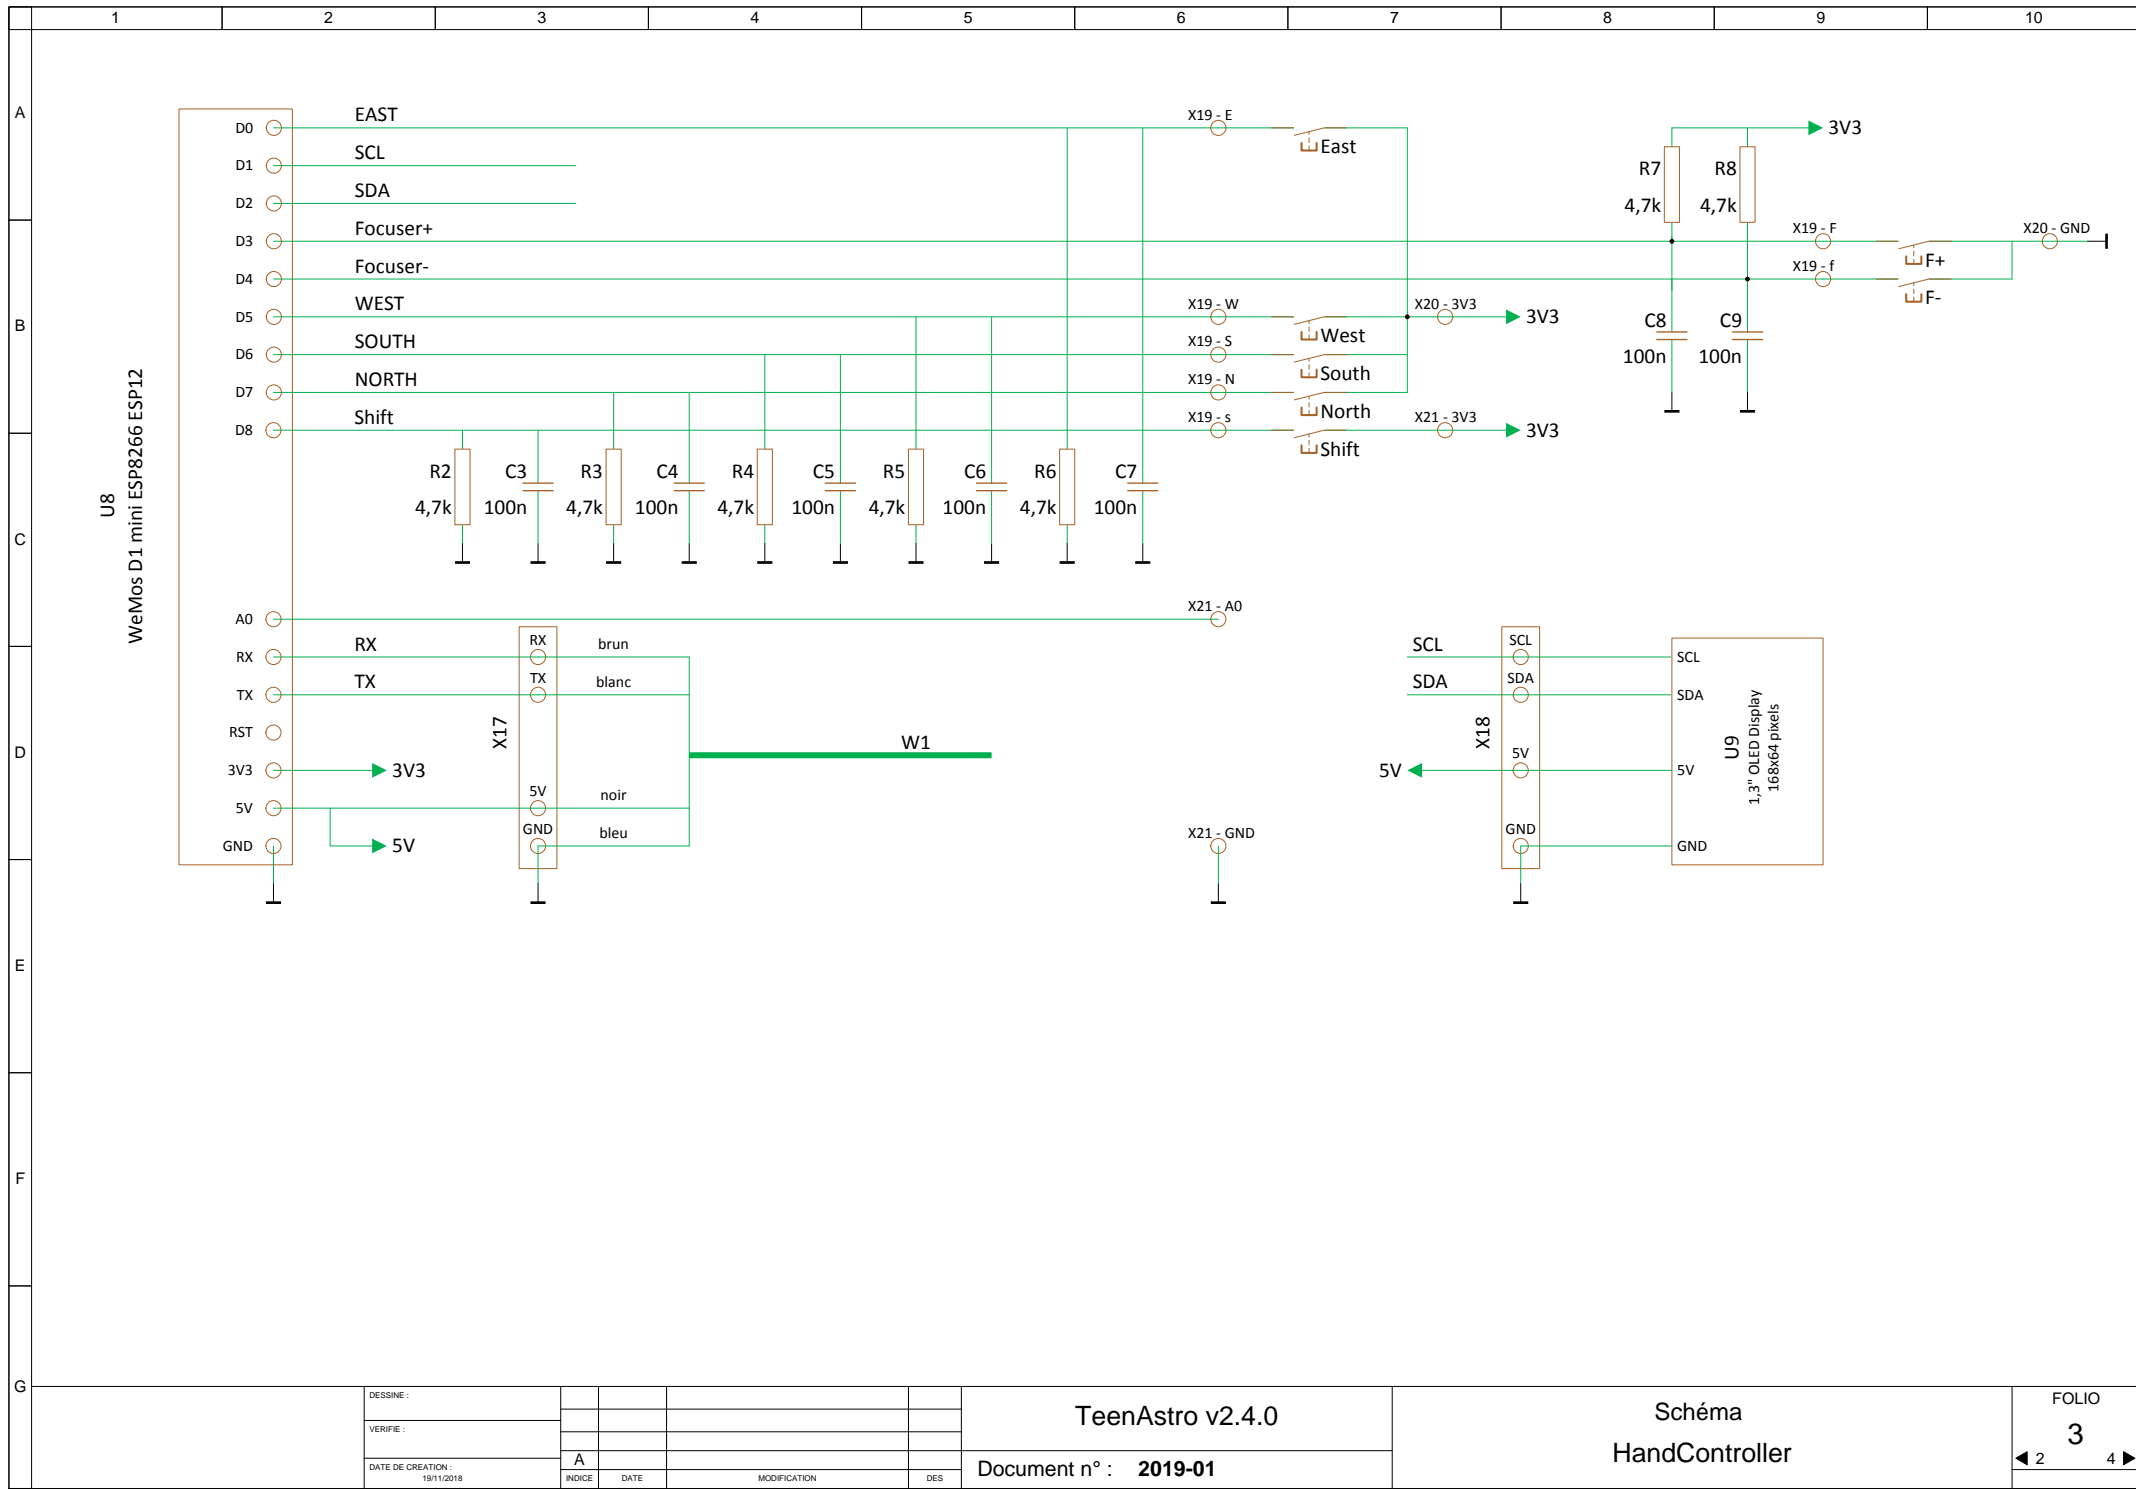 1 2 3 4 5 6 7 8 9 10
A
B
C
D
E
F
G
U8
WeMos D1 mini ESP8266 ESP12
D0 EAST X19 - E East
D1 SCL
D2 SDA
D3 Focuser+ X19 - F F+ X20 - GND
D4 Focuser- X19 - f F-
D5 WEST X19 - W West X20 - 3V3 3V3
D6 SOUTH X19 - S South
D7 NORTH X19 - N North
D8 Shift X19 - s Shift X21 - 3V3 3V3
3V3
R7 R8
4,7k 4,7k
C8 C9
100n 100n
R2 C3 R3 C4 R4 C5 R5 C6 R6 C7
4,7k 100n 4,7k 100n 4,7k 100n 4,7k 100n 4,7k 100n
A0 X21 - A0
RX RX RX brun
TX TX TX blanc
RST
3V3 3V3
5V 5V noir
5V
GND GND bleu
X17
W1
X21 - GND
SCL SCL SCL
SDA SDA SDA
X18
5V 5V 5V
GND GND
U9
1,3" OLED Display
168x64 pixels
DESSINE :
VERIFIE :
DATE DE CREATION :
19/11/2018
A
INDICE DATE MODIFICATION DES
TeenAstro v2.4.0
Document n° : 2019-01
Schéma
HandController
FOLIO
3
2 4